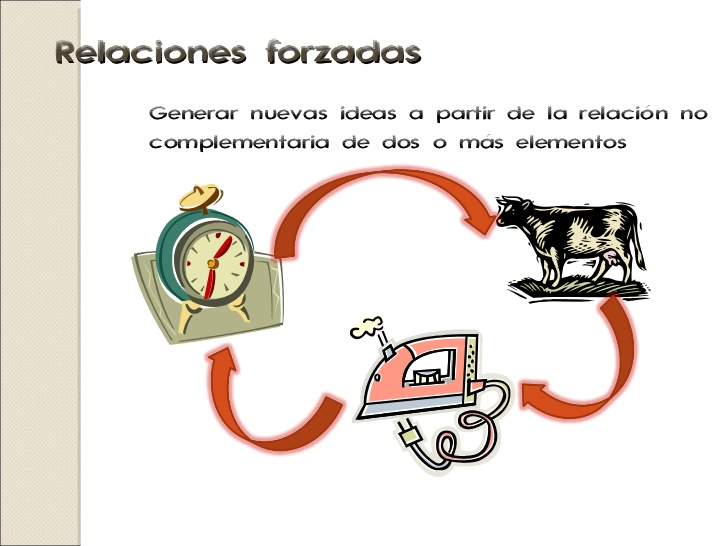 Relaciones forzadas
Generar nuevas ideas a partir de la relación no
complementaria de dos o más elementos